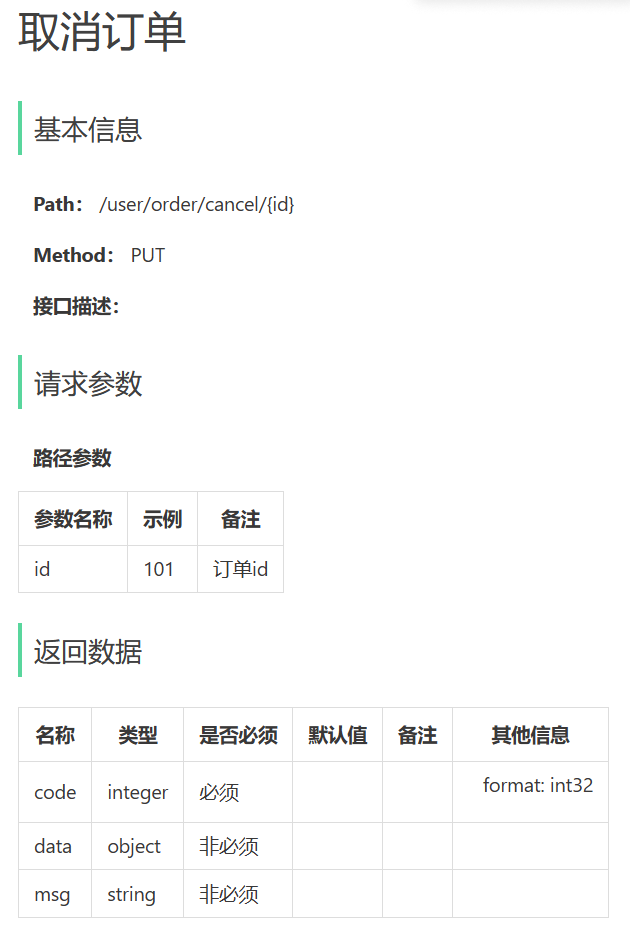 取消订单
基本信息
Path： /user/order/cancel/{id}
Method： PUT
接口描述：
请求参数
路径参数
参数名称 示例 备注
id 101 订单id
返回数据
名称 类型 是否必须 默认值 备注 其他信息
code integer 必须 format: int32
data object 非必须
msg string 非必须